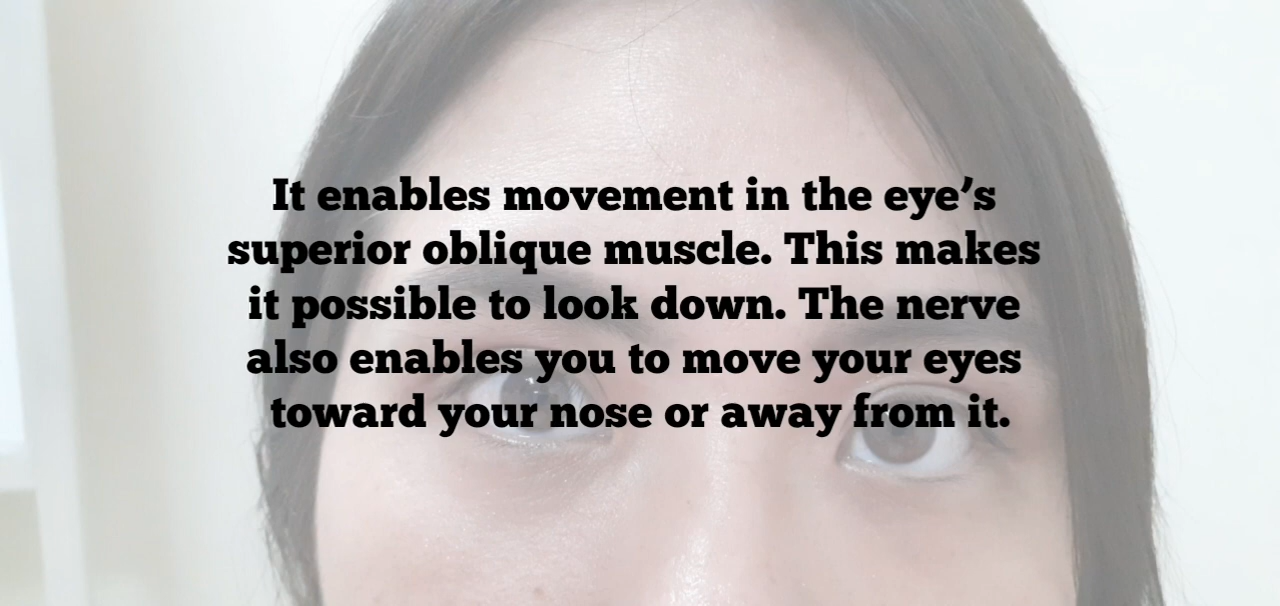 It enables movement in the eye’s
superior oblique muscle. This makes
it possible to look down. The nerve
also enables you to move your eyes
toward your nose or away from it.